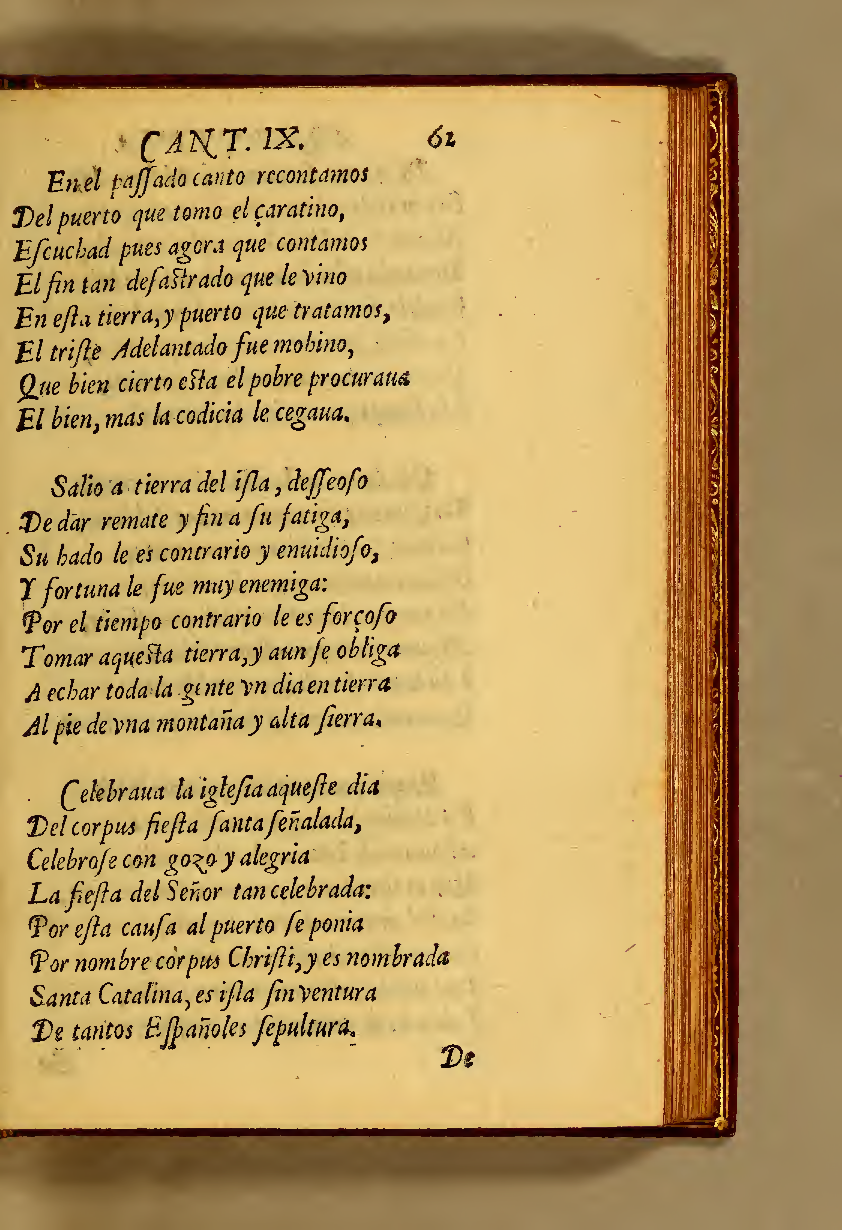 CANT. IX. 62
En el paſſado canto recontamos
Del puerto que tomo el çaratino,
Eſcuchad pues agora que contamos
El fin tan deſaſtrado que le vino
En eſta tierra, y puerto que tratamos,
El triſte Adelantado fue mohino,
Que bien cierto eſta el pobre procuraua
El bien, mas la codicia le cegaua.
Salio a tierra del iſla, deſſeoſo
De dar remate y fin a ſu fatiga,
Su hado le es contrario y enuidioſo,
Y fortuna le fue muy enemiga:
Por el tiempo contrario le es forçoſo
Tomar aqueſta tierra, y aun ſe obliga
A echar toda la gente vn dia en tierra
Al pie de vna montaña y alta ſierra.
Celebraua la igleſia aqueſte dia
Del corpus fieſta ſanta ſeñalada,
Celebroſe con gozo y alegria
La fieſta del Señor tan celebrada:
Por eſta cauſa al puerto ſe ponia
Por nombre corpus Chriſti, y es nombrada
Santa Catalina, es iſla ſin ventura
De tantos Eſpañoles ſepultura.
De